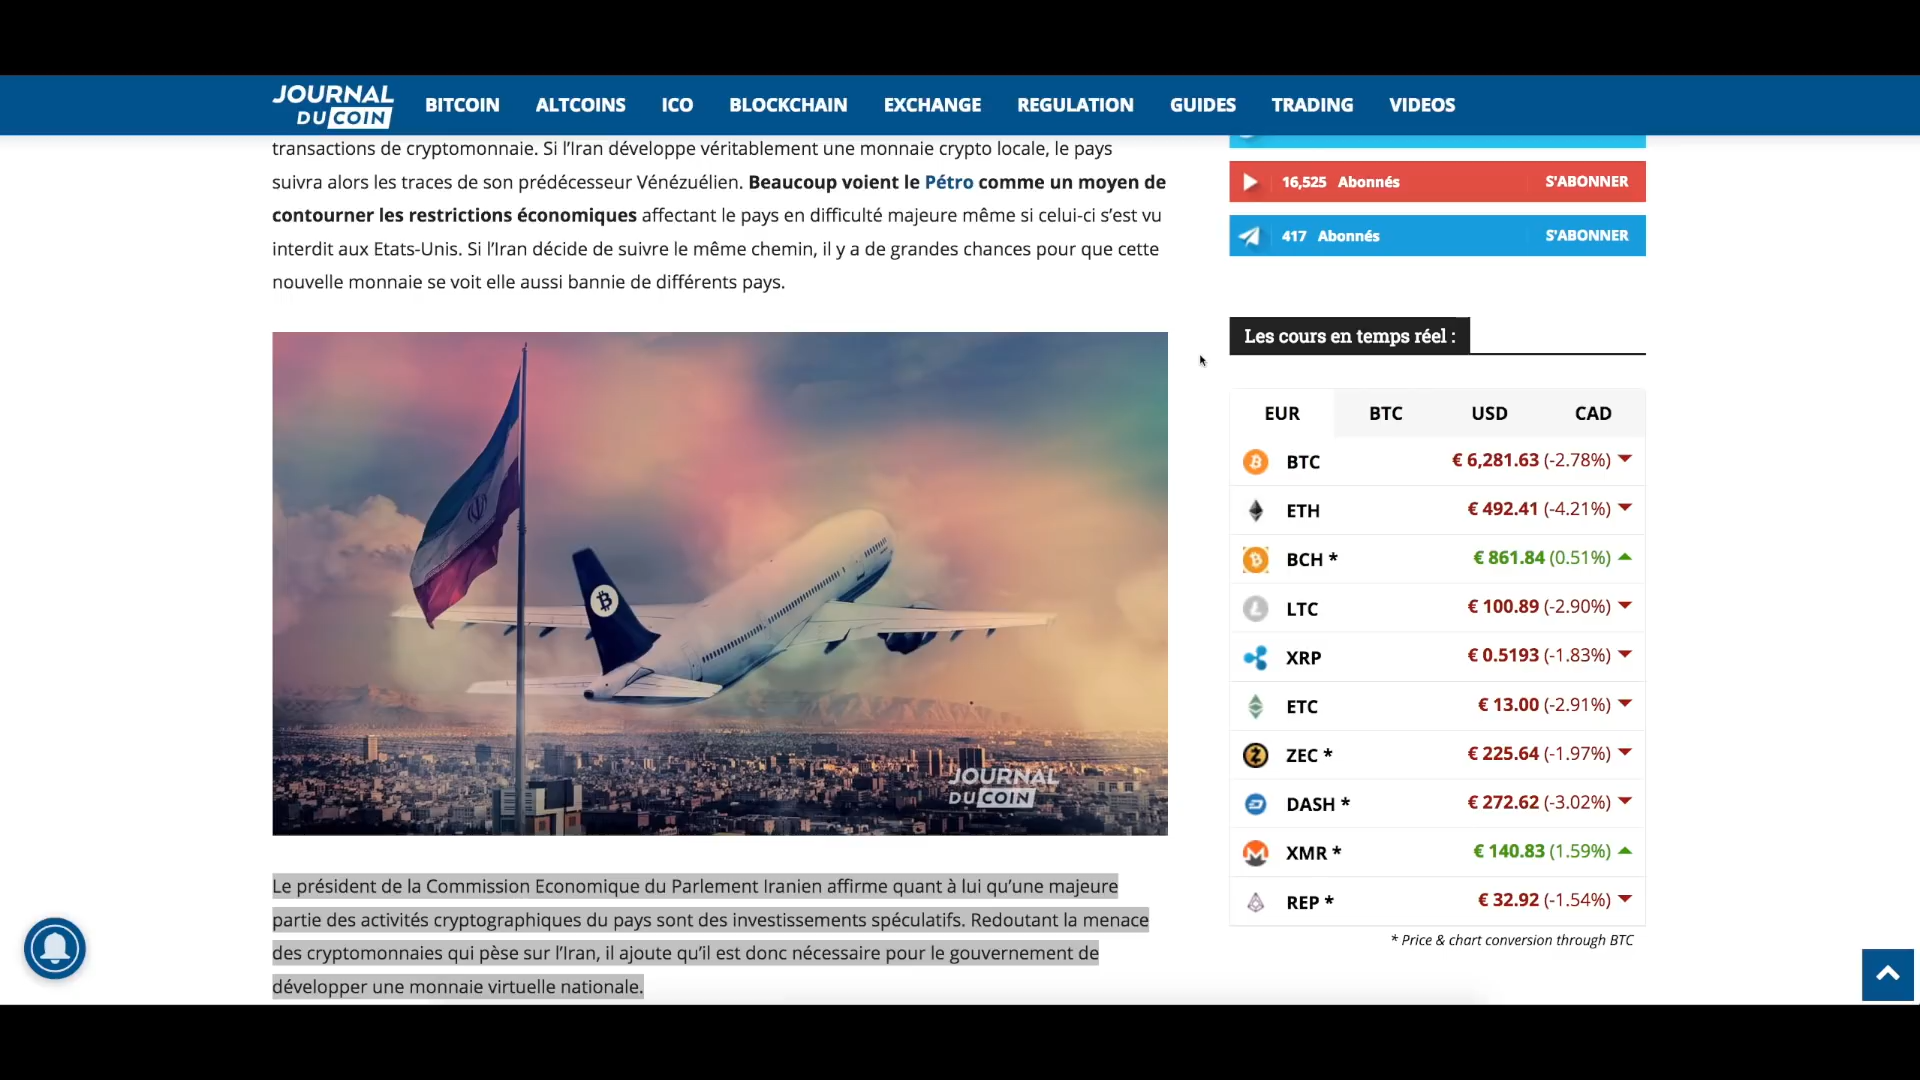 JOURNAL
DU COIN
BITCOIN
ALTCOINS
ICO
BLOCKCHAIN
EXCHANGE
REGULATION
GUIDES
TRADING
VIDEOS
transactions de cryptomonnaie. Si l’Iran développe véritablement une monnaie crypto locale, le pays
suivra alors les traces de son prédécesseur Vénézuélien. Beaucoup voient le Pétro comme un moyen de
contourner les restrictions économiques affectant le pays en difficulté majeure même si celui-ci s’est vu
interdit aux Etats-Unis. Si l’Iran décide de suivre le même chemin, il y a de grandes chances pour que cette
nouvelle monnaie se voit elle aussi bannie de différents pays.
JOURNAL
DU COIN
Le président de la Commission Economique du Parlement Iranien affirme quant à lui qu’une majeure
partie des activités cryptographiques du pays sont des investissements spéculatifs. Redoutant la menace
des cryptomonnaies qui pèse sur l’Iran, il ajoute qu’il est donc nécessaire pour le gouvernement de
développer une monnaie virtuelle nationale.
16,525 Abonnés S'ABONNER
417 Abonnés S'ABONNER
Les cours en temps réel :
EUR BTC USD CAD
BTC € 6,281.63 (-2.78%)
ETH € 492.41 (-4.21%)
BCH * € 861.84 (0.51%)
LTC € 100.89 (-2.90%)
XRP € 0.5193 (-1.83%)
ETC € 13.00 (-2.91%)
ZEC * € 225.64 (-1.97%)
DASH * € 272.62 (-3.02%)
XMR * € 140.83 (1.59%)
REP * € 32.92 (-1.54%)
* Price & chart conversion through BTC